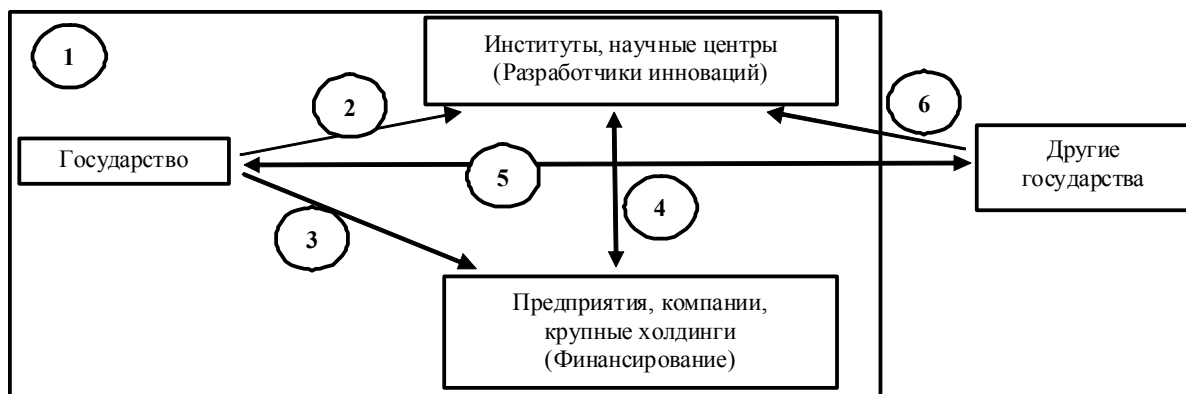 1
Институты, научные центры
(Разработчики инноваций)
2
6
Государство
5
Другие
государства
4
3
Предприятия, компании,
крупные холдинги
(Финансирование)